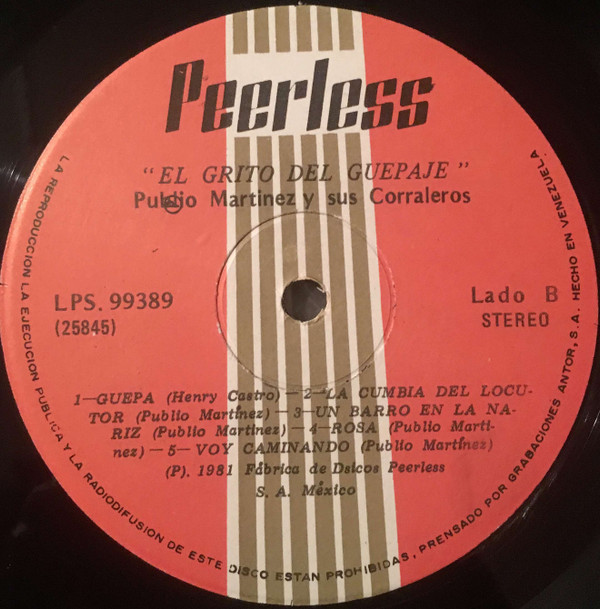 Peerless
"EL GRITO DEL GUEPAJE"
Publio Martinez y sus Corraleros
LPS. 99389
(25845)
Lado B
STEREO
1—GUEPA (Henry Castro)—2—LA CUMBIA DEL LOCU-
TOR (Publio Martínez)—3—UN BARRO EN LA NA-
RIZ (Publio Martinez)—4—ROSA (Publio Marti-
nez)—5—VOY CAMINANDO (Publio Martínez)
(P). 1981 Fábrica de Dsicos Peerless
S. A. México
LA REPRODUCCION LA EJECUCION PUBLICA Y LA RADIODIFUSION DE ESTE DISCO ESTAN PROHIBIDAS, PRENSADO POR GRABACIONES ANTOR, S.A. HECHO EN VENEZUELA